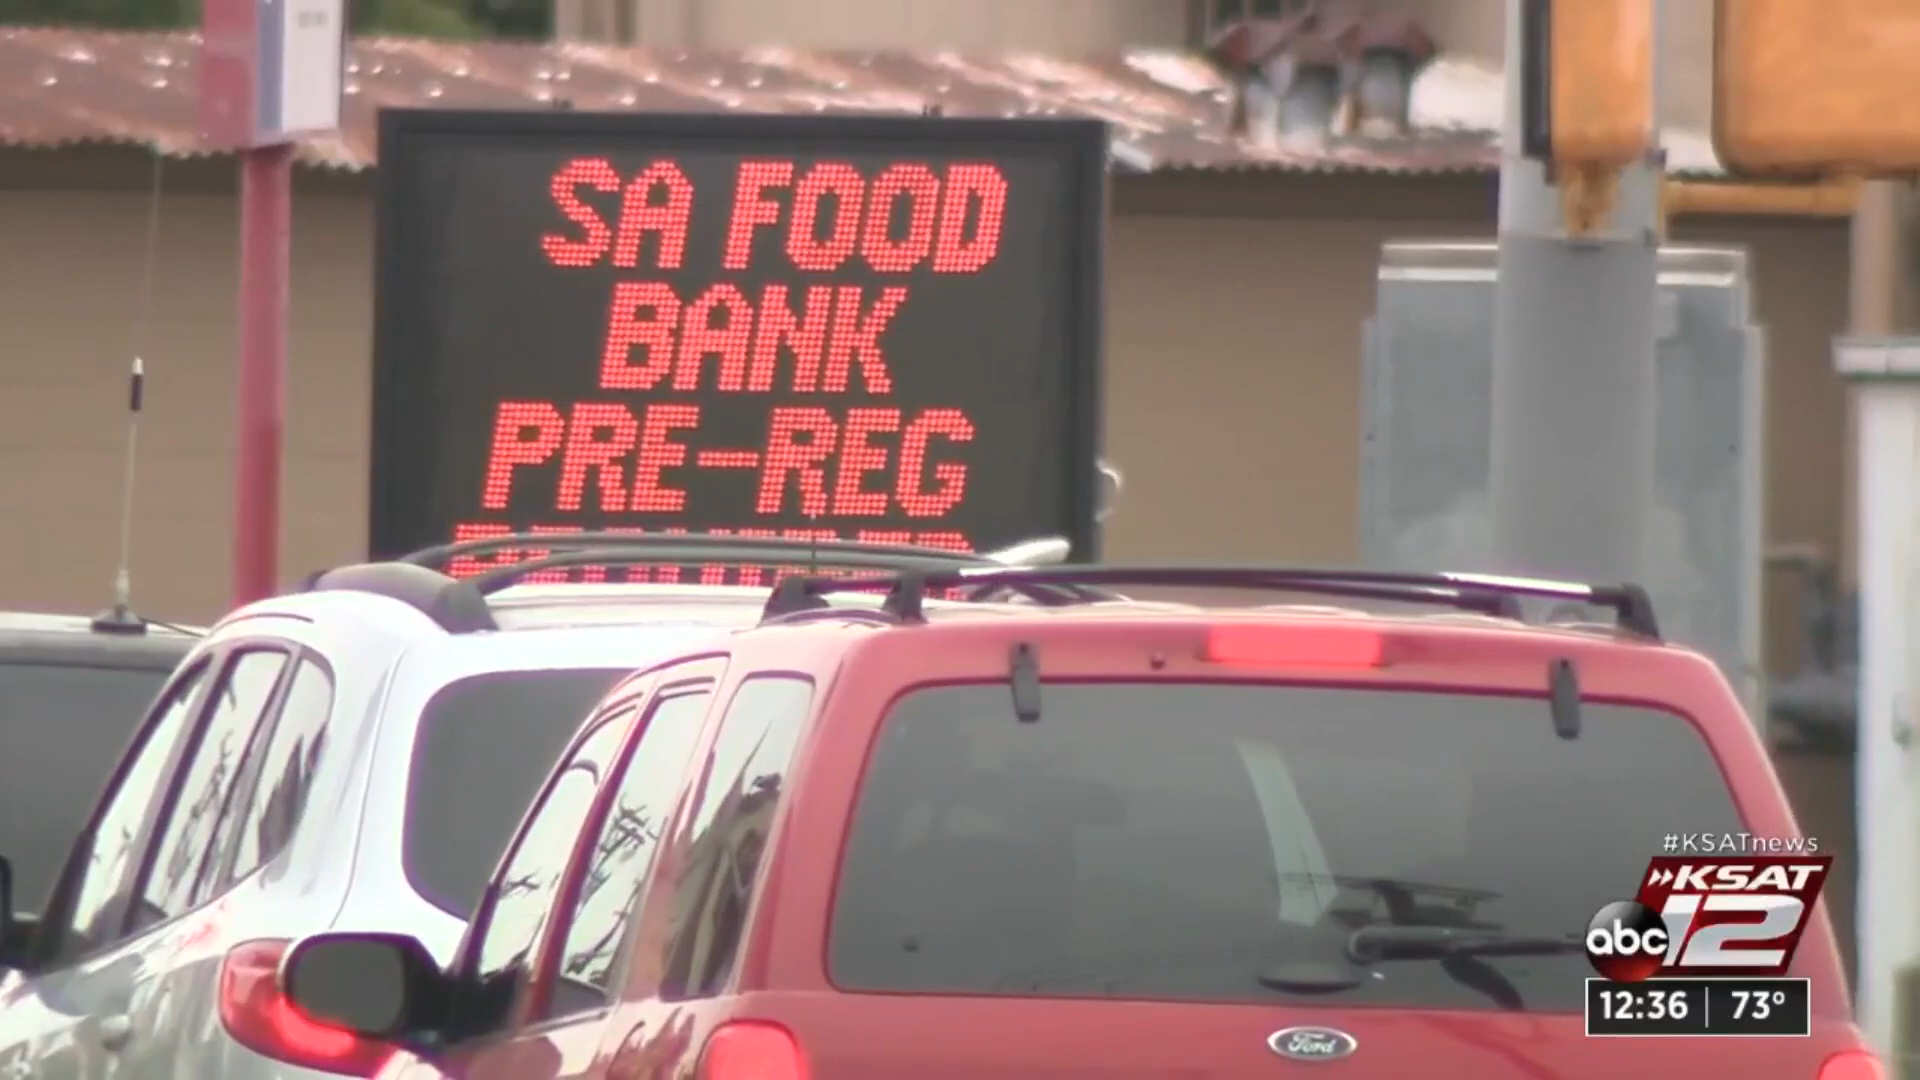 SA FOOD
BANK
PRE-REG
#KSATnews
KSAT
abc 12
12:36 | 73°
Ford